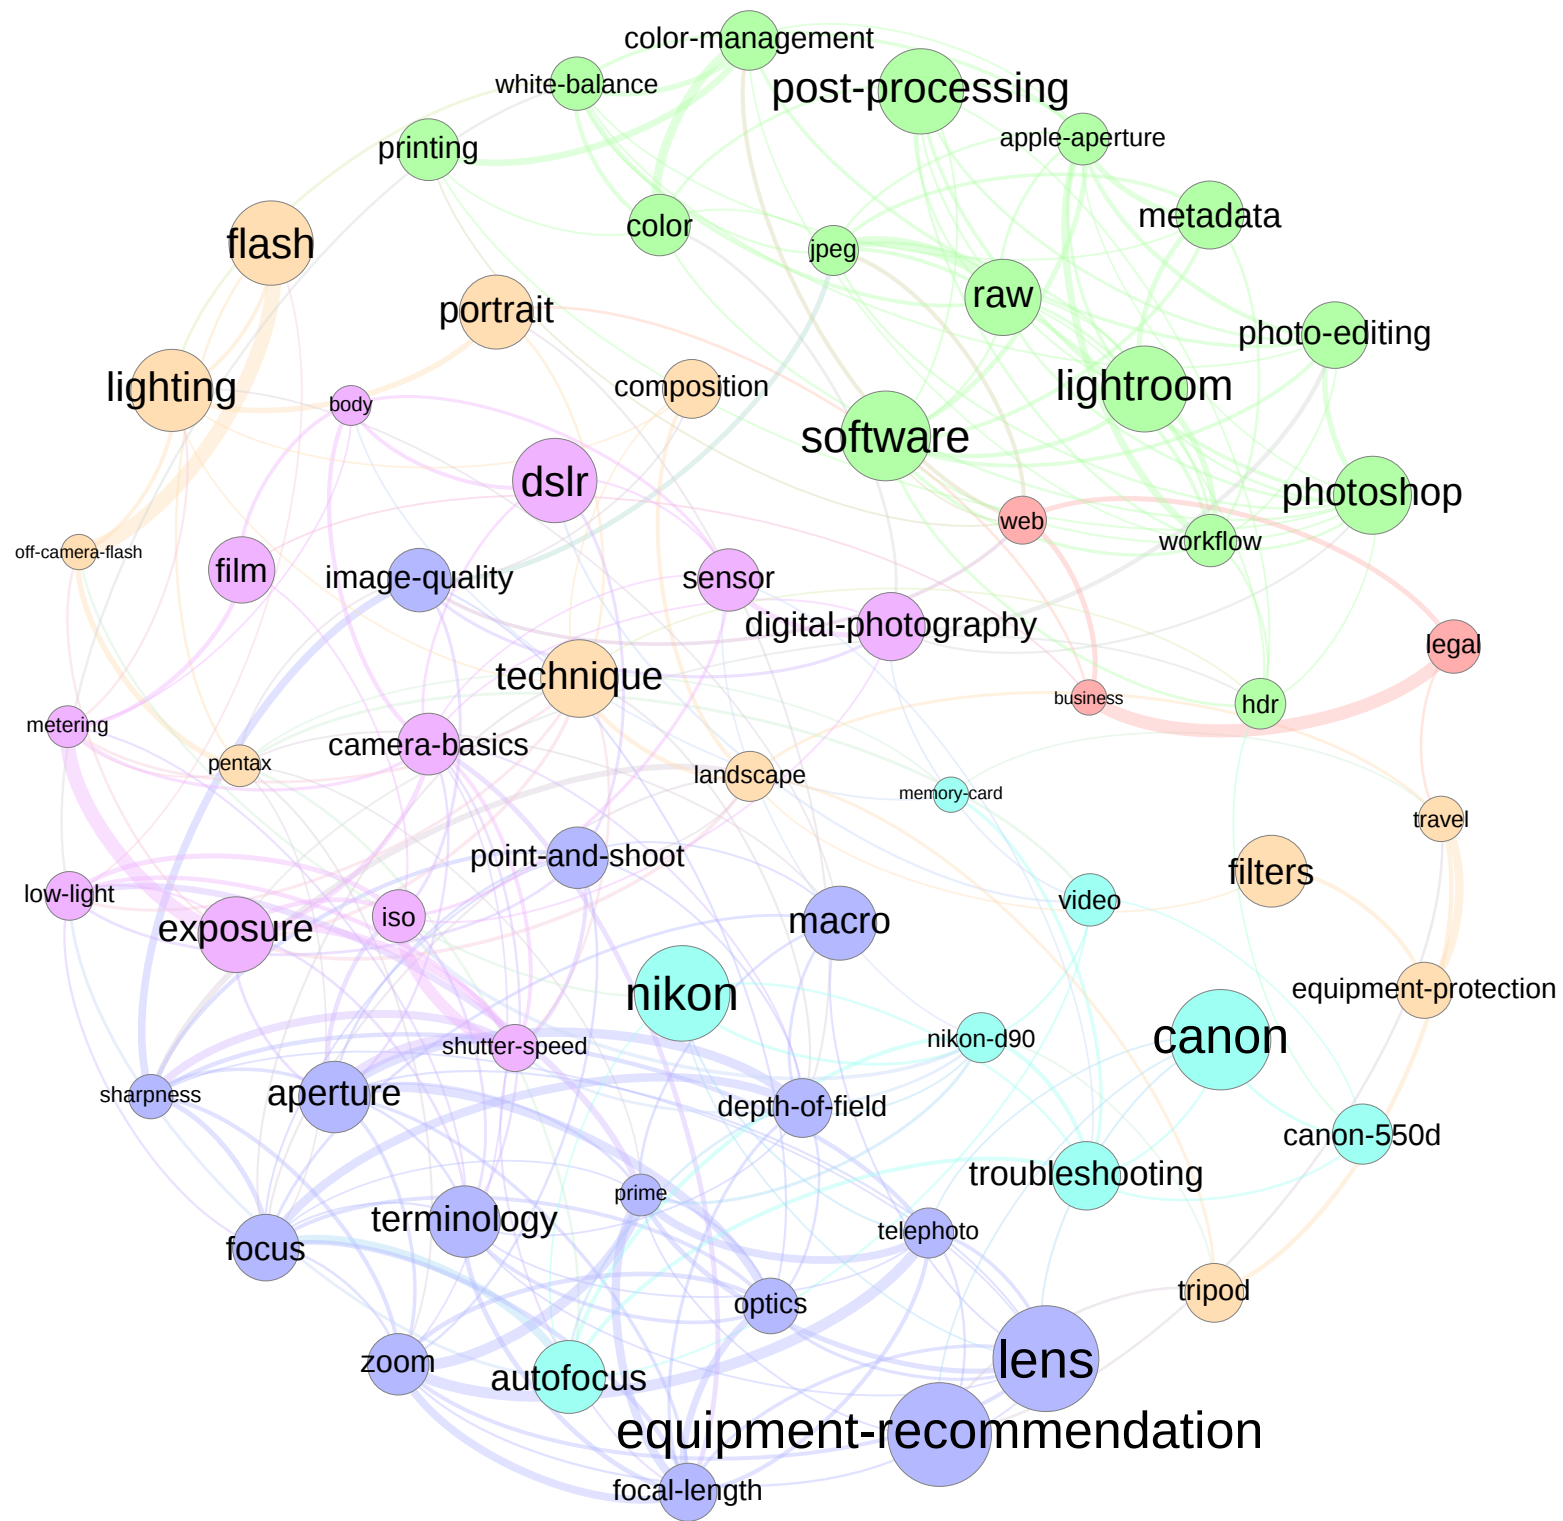 color-management
white-balance
post-processing
apple-aperture
printing
metadata
color
flash
jpeg
raw
portrait
photo-editing
lighting
composition
lightroom
body
software
dslr
photoshop
web
workflow
off-camera-flash
film
image-quality
sensor
digital-photography
legal
technique
business
hdr
metering
camera-basics
pentax
landscape
memory-card
travel
point-and-shoot
filters
low-light
video
iso
macro
exposure
nikon
equipment-protection
canon
nikon-d90
shutter-speed
sharpness
aperture
depth-of-field
canon-550d
troubleshooting
prime
terminology
telephoto
focus
tripod
optics
zoom
lens
autofocus
equipment-recommendation
focal-length